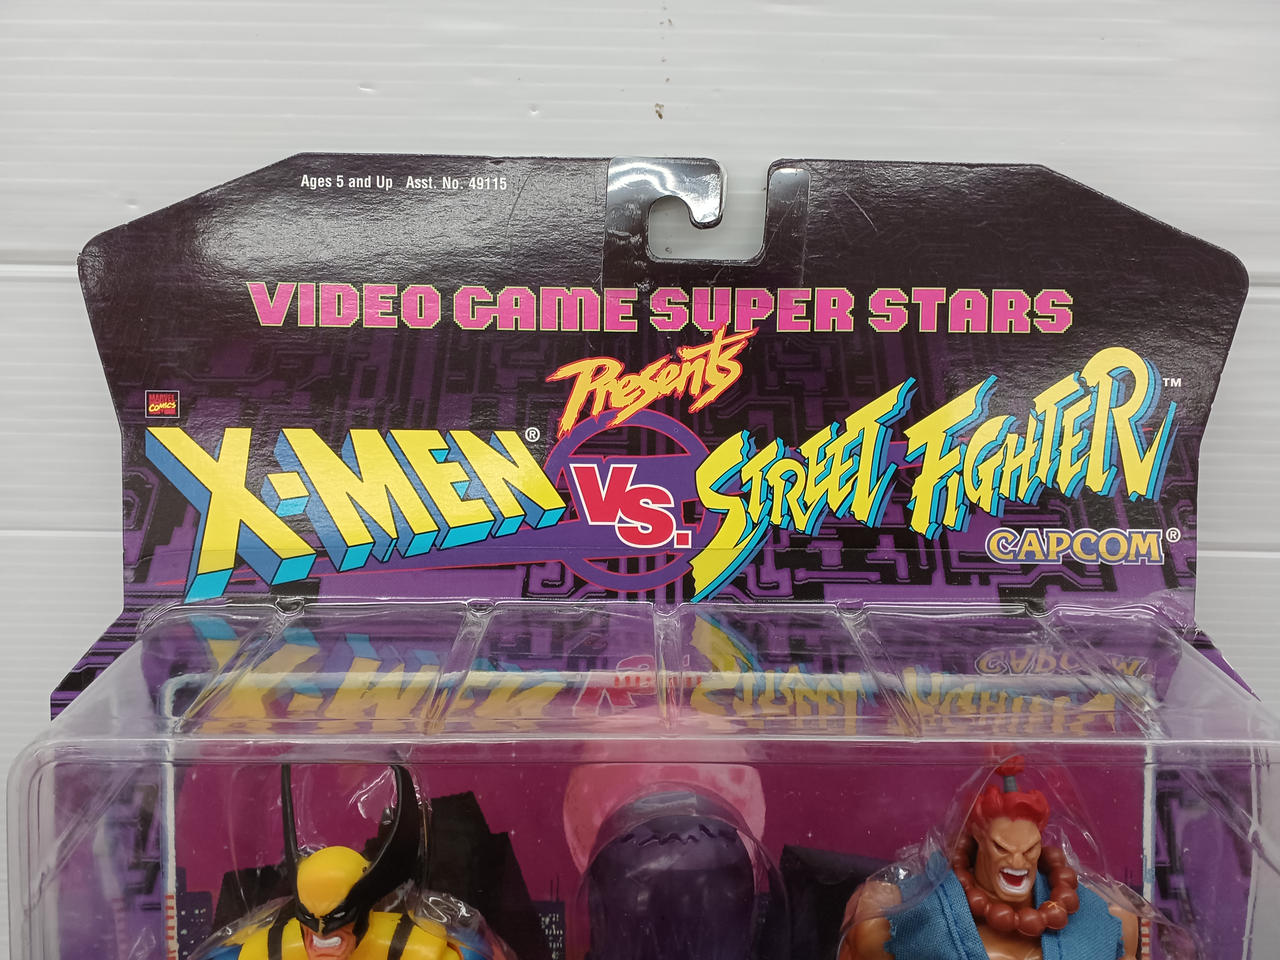 Ages 5 and Up Asst. No. 49115
VIDEO GAME SUPER STARS
Presents
MARVEL
COMICS
X-MEN® VS. STREET FIGHTER™
CAPCOM®